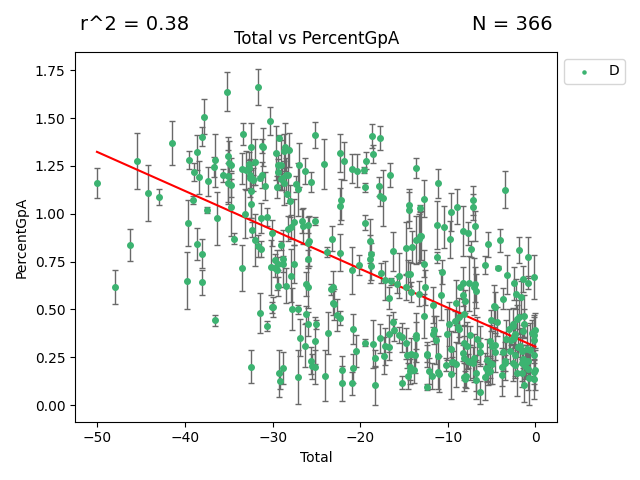 r^2 = 0.38
N = 366
Total vs PercentGpA
D
PercentGpA
1.75
1.50
1.25
1.00
0.75
0.50
0.25
0.00
−50
−40
−30
−20
−10
0
Total